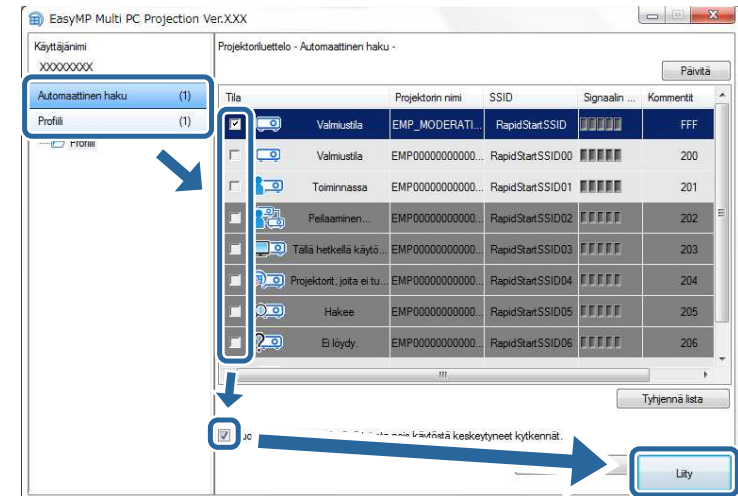 EasyMP Multi PC Projection Ver.X.XX
Käyttäjänimi
XXXXXXXX
Automaattinen haku (1)
Profiili (1)
Profiili
Projektoriluettelo - Automaattinen haku -
Päivitä
Tila Projektorin nimi SSID Signaalin ... Kommentit
Valmiustila EMP_MODERATI... RapidStartSSID FFF
Valmiustila EMP00000000000... RapidStartSSID00 200
Toiminnassa EMP00000000000... RapidStartSSID01 201
Peilaaminen... EMP00000000000... RapidStartSSID02 202
Tällä hetkellä käytö... EMP00000000000... RapidStartSSID03 203
Projektorit, joita ei tu... EMP00000000000... RapidStartSSID04 204
Hakee EMP00000000000... RapidStartSSID05 205
Ei löydy. EMP00000000000... RapidStartSSID06 206
Tyhjennä lista
käytöstä keskeytyneet kytkennät.
Liity